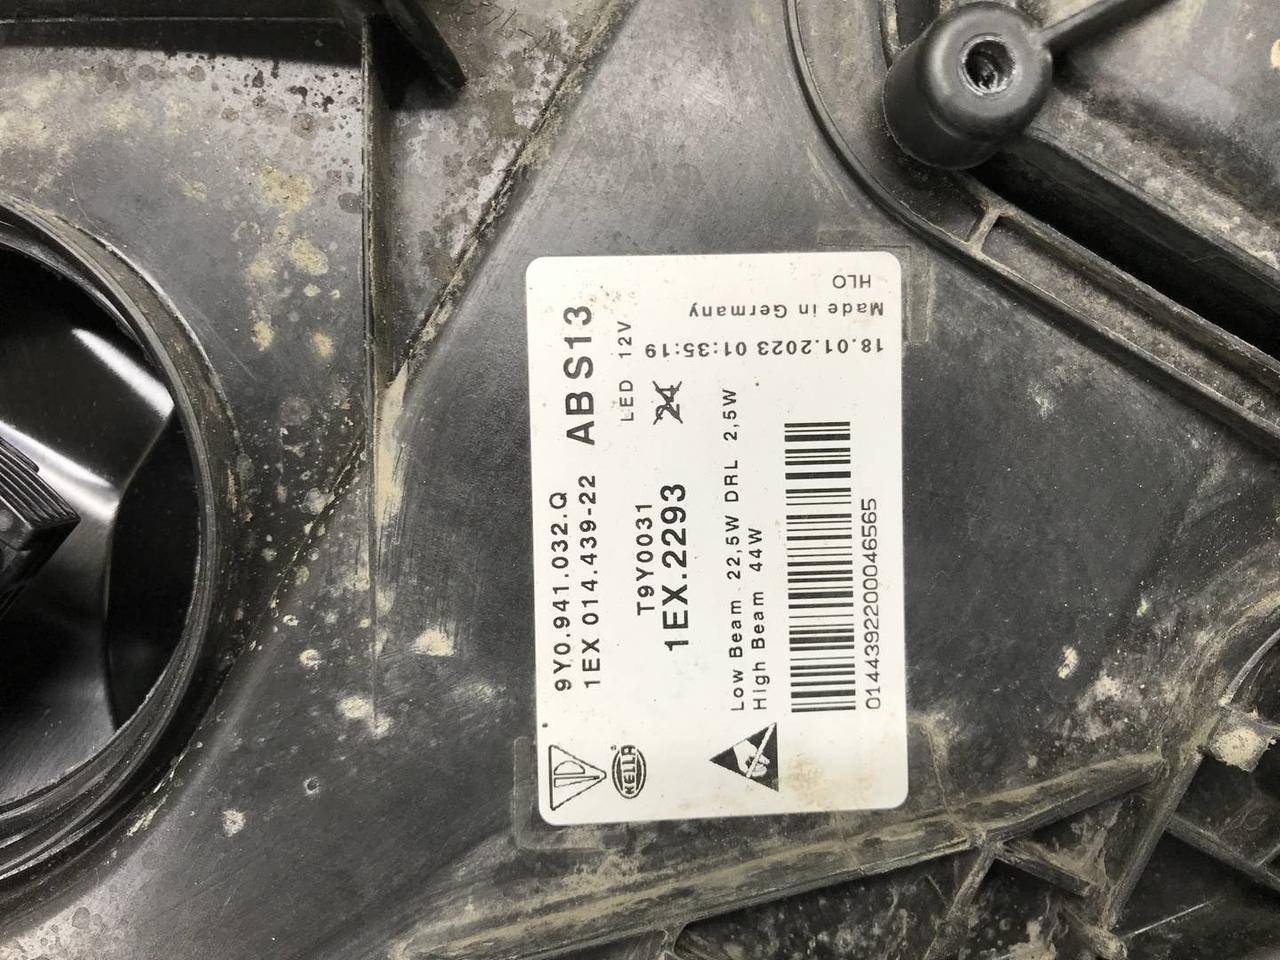 9Y0.941.032.Q
1EX 014.439-22
ABS13
LED 12V
T9Y0031
1EX.2293
24
Low Beam 22,5W DRL 2,5W
High Beam 44W
0144392200046565
18.01.2023 01:35:19
Made in Germany
HLO
HELLA